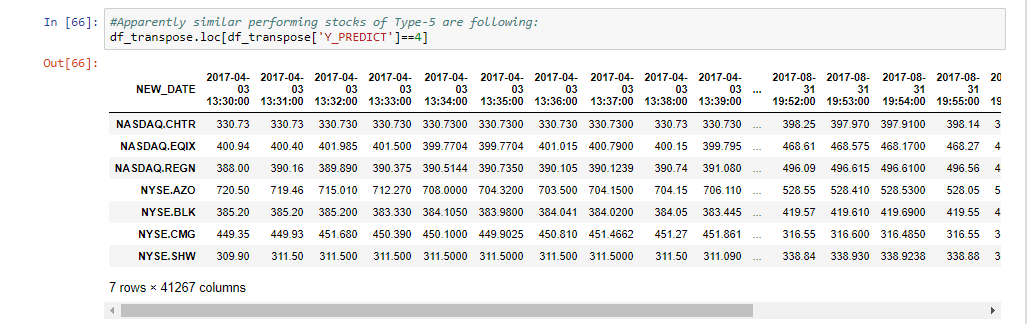 In [66]: #Apparently similar performing stocks of Type-5 are following:
df_transpose.loc[df_transpose['Y_PREDICT']==4]
Out[66]:
NEW_DATE 2017-04-03 13:30:00 2017-04-03 13:31:00 2017-04-03 13:32:00 2017-04-03 13:33:00 2017-04-03 13:34:00 2017-04-03 13:35:00 2017-04-03 13:36:00 2017-04-03 13:37:00 2017-04-03 13:38:00 2017-04-03 13:39:00 ... 2017-08-31 19:52:00 2017-08-31 19:53:00 2017-08-31 19:54:00 2017-08-31 19:55:00 20 19
NASDAQ.CHTR 330.73 330.73 330.730 330.730 330.7300 330.7300 330.730 330.7300 330.73 330.730 ... 398.25 397.970 397.9100 398.14 3
NASDAQ.EQIX 400.94 400.40 401.985 401.500 399.7704 399.7704 401.015 400.7900 400.15 399.795 ... 468.61 468.575 468.1700 468.27 4
NASDAQ.REGN 388.00 390.16 389.890 390.375 390.5144 390.7350 390.105 390.1239 390.74 391.080 ... 496.09 496.615 496.6100 496.56 4
NYSE.AZO 720.50 719.46 715.010 712.270 708.0000 704.3200 703.500 704.1500 704.15 706.110 ... 528.55 528.410 528.5300 528.05 5
NYSE.BLK 385.20 385.20 385.200 383.330 384.1050 383.9800 384.041 384.0200 384.05 383.445 ... 419.57 419.610 419.6900 419.55 4
NYSE.CMG 449.35 449.93 451.680 450.390 450.1000 449.9025 450.810 451.4662 451.27 451.861 ... 316.55 316.600 316.4850 316.55 3
NYSE.SHW 309.90 311.50 311.500 311.500 311.5000 311.5000 311.500 311.5000 311.50 311.090 ... 338.84 338.930 338.9238 338.88 3
7 rows × 41267 columns